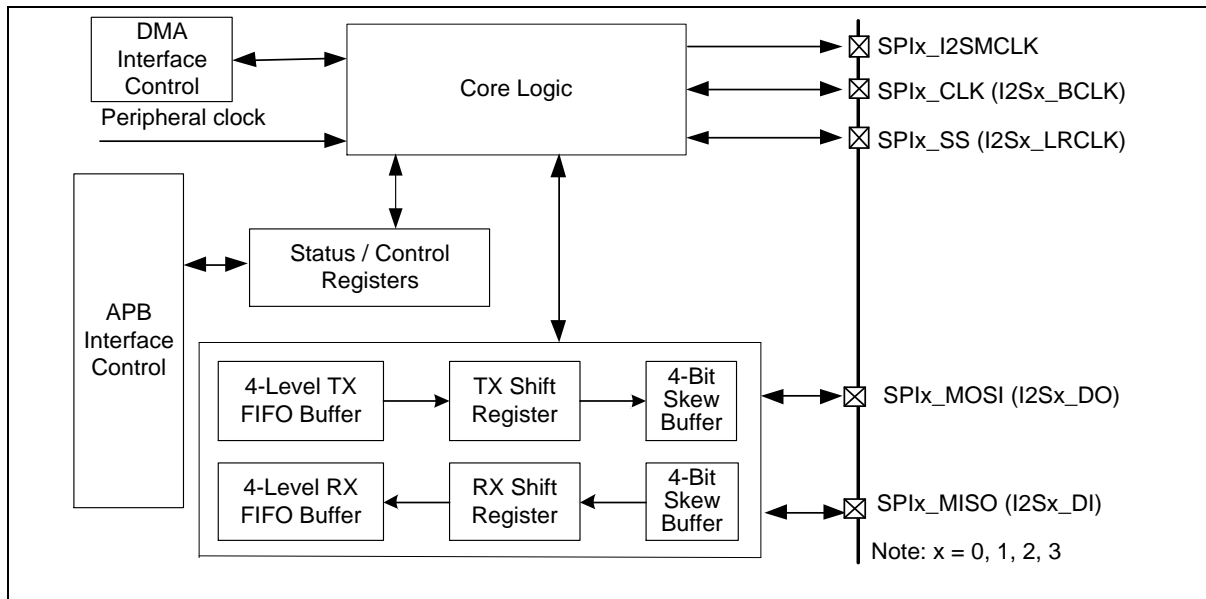 DMA
Interface
Control
Peripheral clock
Core Logic
SPIx_I2SMCLK
SPIx_CLK (I2Sx_BCLK)
SPIx_SS (I2Sx_LRCLK)
Status / Control
Registers
APB
Interface
Control
4-Level TX
FIFO Buffer
TX Shift
Register
4-Bit
Skew
Buffer
SPIx_MOSI (I2Sx_DO)
4-Level RX
FIFO Buffer
RX Shift
Register
4-Bit
Skew
Buffer
SPIx_MISO (I2Sx_DI)
Note: x = 0, 1, 2, 3